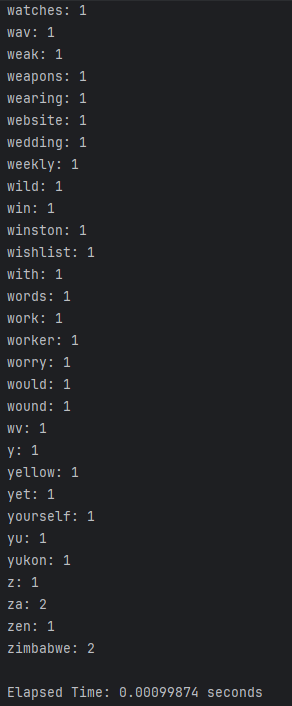 watches: 1
wav: 1
weak: 1
weapons: 1
wearing: 1
website: 1
wedding: 1
weekly: 1
wild: 1
win: 1
winston: 1
wishlist: 1
with: 1
words: 1
work: 1
worker: 1
worry: 1
would: 1
wound: 1
wv: 1
y: 1
yellow: 1
yet: 1
yourself: 1
yu: 1
yukon: 1
z: 1
za: 2
zen: 1
zimbabwe: 2
Elapsed Time: 0.00099874 seconds